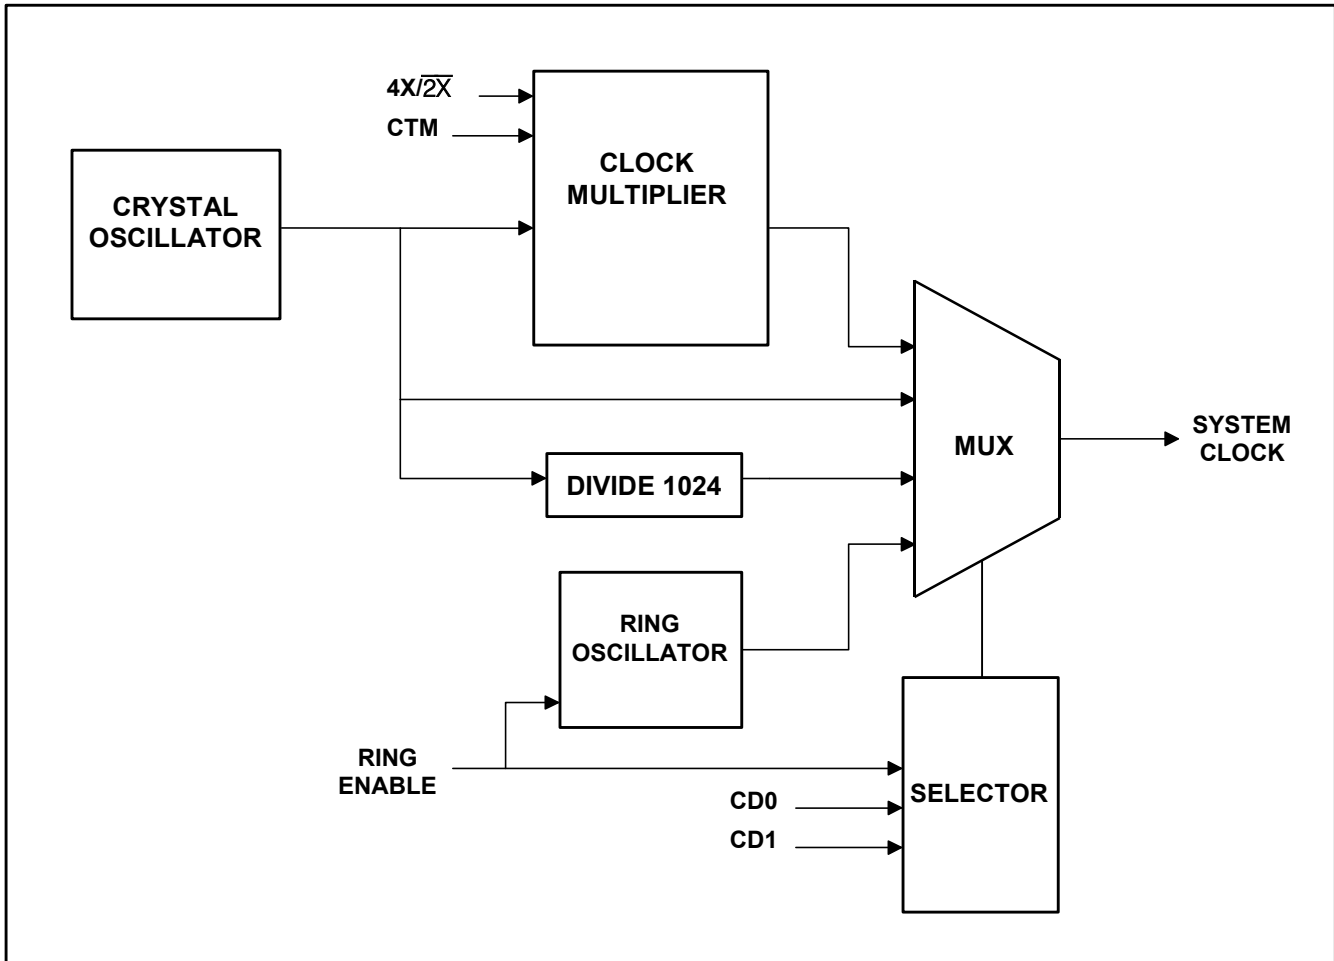 4X/2X
CTM
CLOCK
MULTIPLIER
CRYSTAL
OSCILLATOR
MUX
SYSTEM
CLOCK
DIVIDE 1024
RING
OSCILLATOR
RING
ENABLE
SELECTOR
CD0
CD1